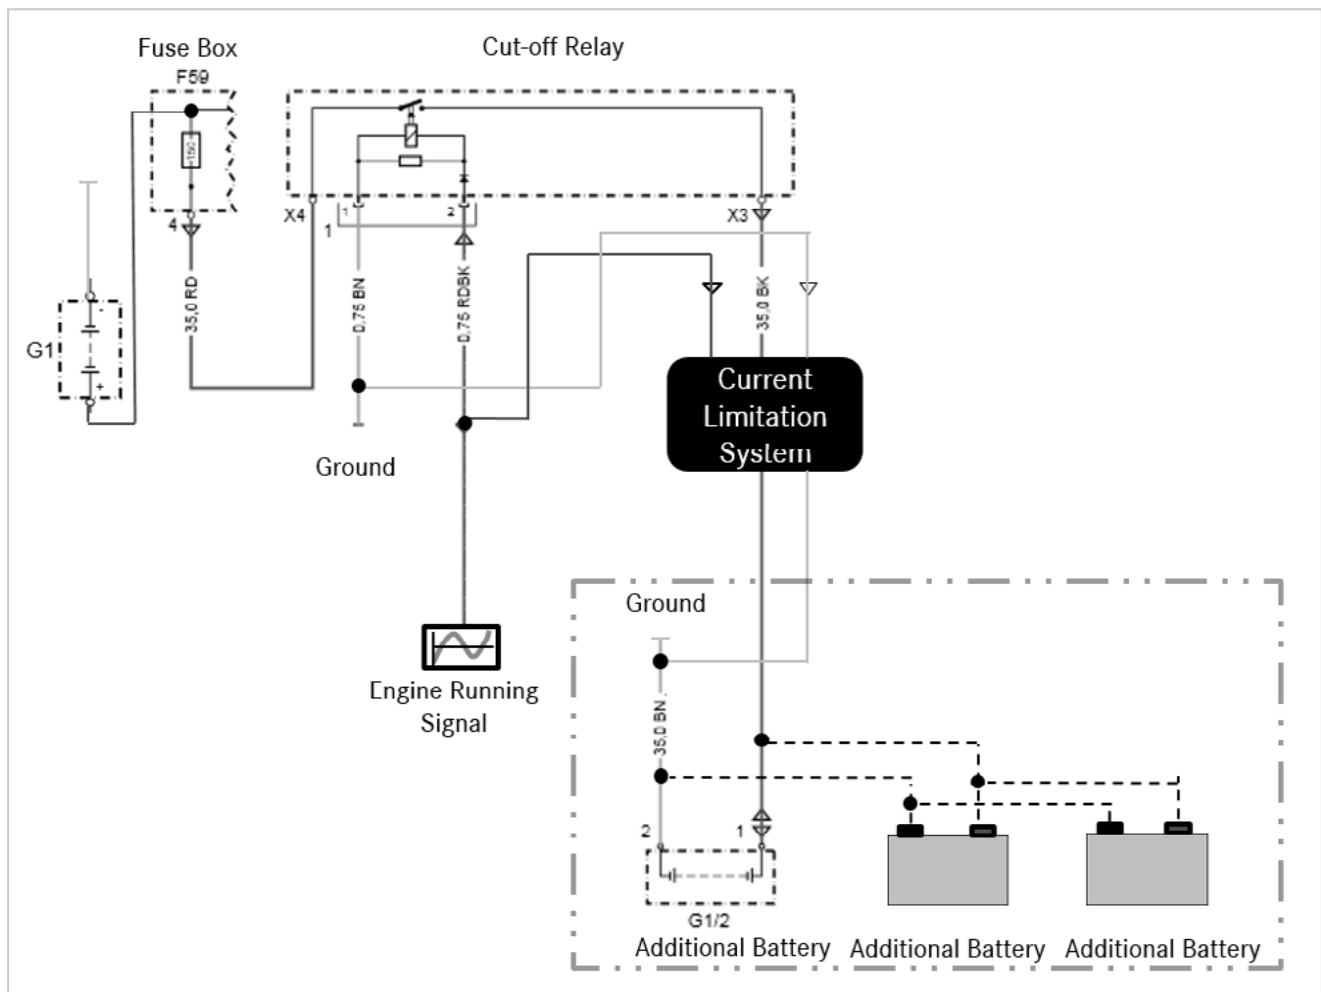 Fuse Box
Cut-off Relay
F59
150
X4
1
2
X3
4
1
35,0 RD
0,75 BN
0,75 RDBK
35,0 BK
-
G1
+
Current
Limitation
System
Ground
Ground
Engine Running
Signal
35,0 BN
2
1
G1/2
Additional Battery
Additional Battery
Additional Battery